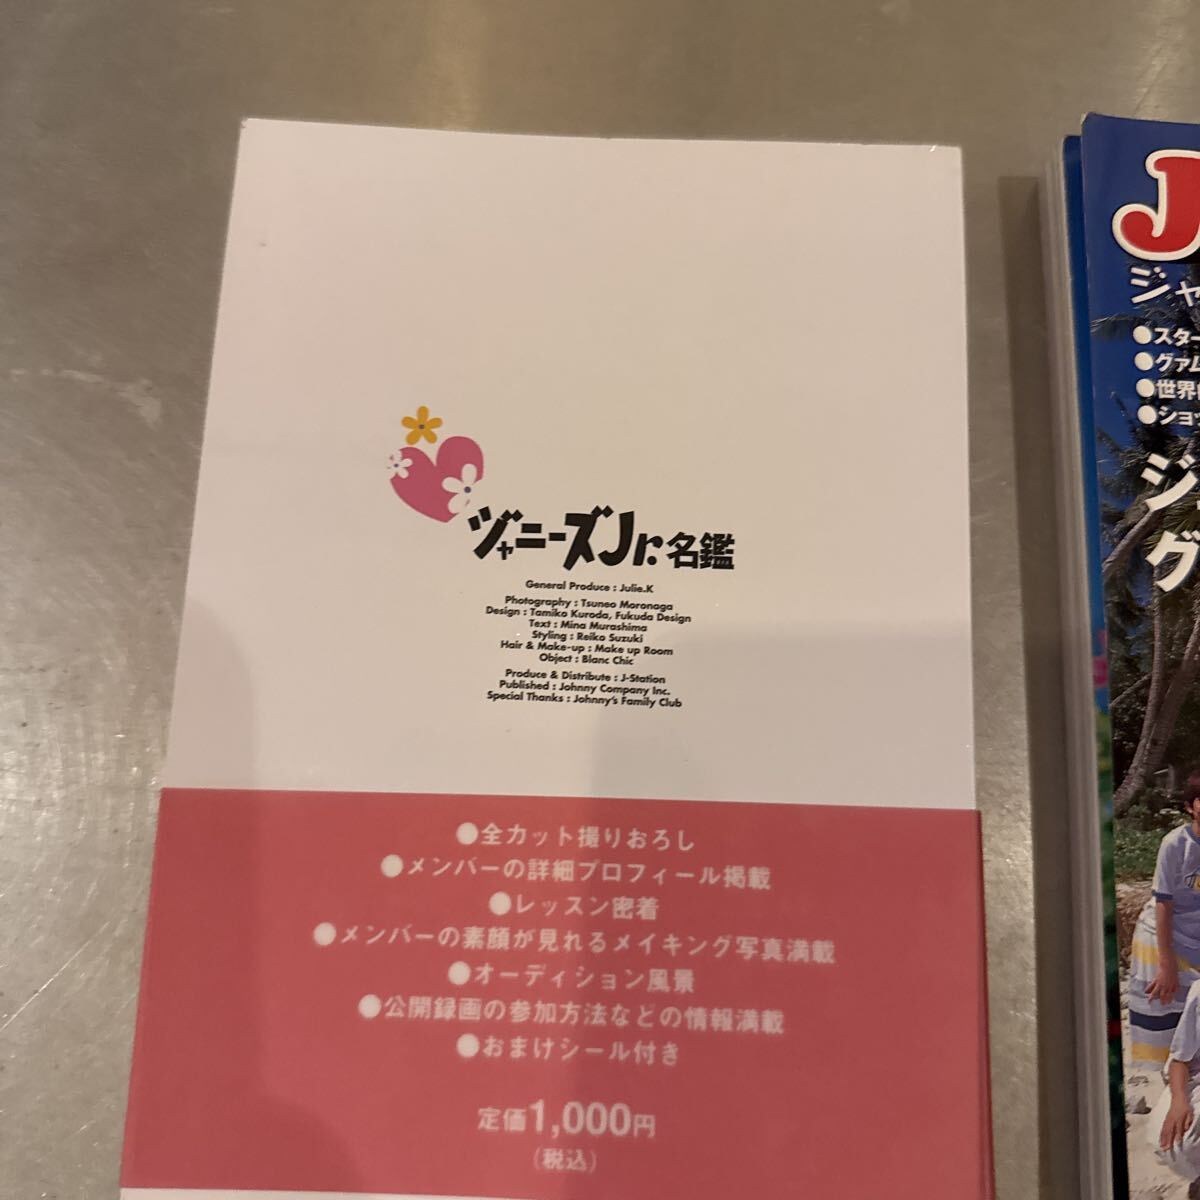 ジャニーズJr.名鑑
General Produce : Julie.K
Photography : Tsuneo Moronaga
Design : Tamiko Kuroda, Fukuda Design
Text : Mina Murashima
Styling : Reiko Suzuki
Hair & Make-up : Make up Room
Object : Blanc Chic
Produce & Distribute : J-Station
Published : Johnny Company Inc.
Special Thanks : Johnny's Family Club
●全カット撮りおろし
●メンバーの詳細プロフィール掲載
●レッスン密着
●メンバーの素顔が見れるメイキング写真満載
●オーディション風景
●公開録画の参加方法などの情報満載
●おまけシール付き
定価1,000円
(税込)
J
ジャ
●スター
●グァム
●世界
●ショ
ジ
グ